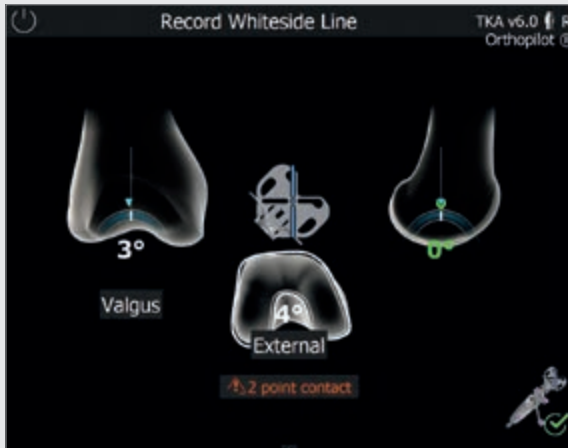 Record Whiteside Line
TKA v6.0 R
Orthopilot ®
3°
0°
Valgus
4°
External
2 point contact